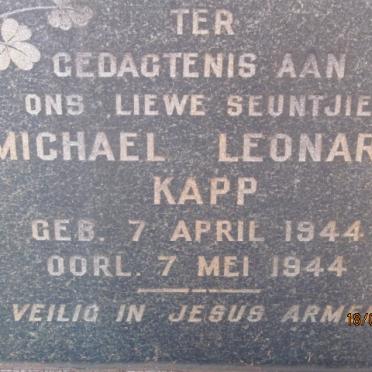 TER
GEDAGTENIS AAN
ONS LIEWE SEUNTJIE
MICHAEL LEONAR
KAPP
GEB. 7 APRIL 1944
OORL. 7 MEI 1944
VEILIG IN JESUS ARME